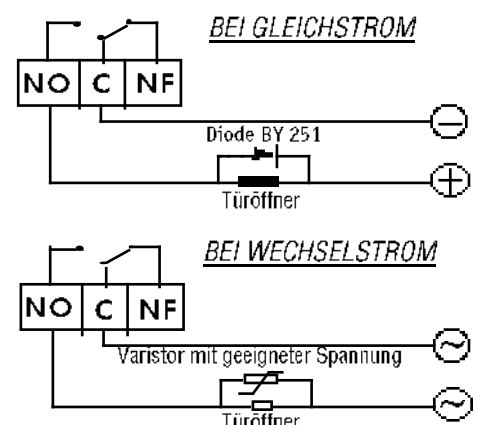 BEI GLEICHSTROM
NO C NF
−
Diode BY 251
+
Türöffner
BEI WECHSELSTROM
NO C NF
~
Varistor mit geeigneter Spannung
~
Türöffner